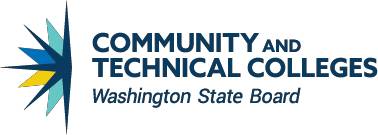 COMMUNITY AND
TECHNICAL COLLEGES
Washington State Board